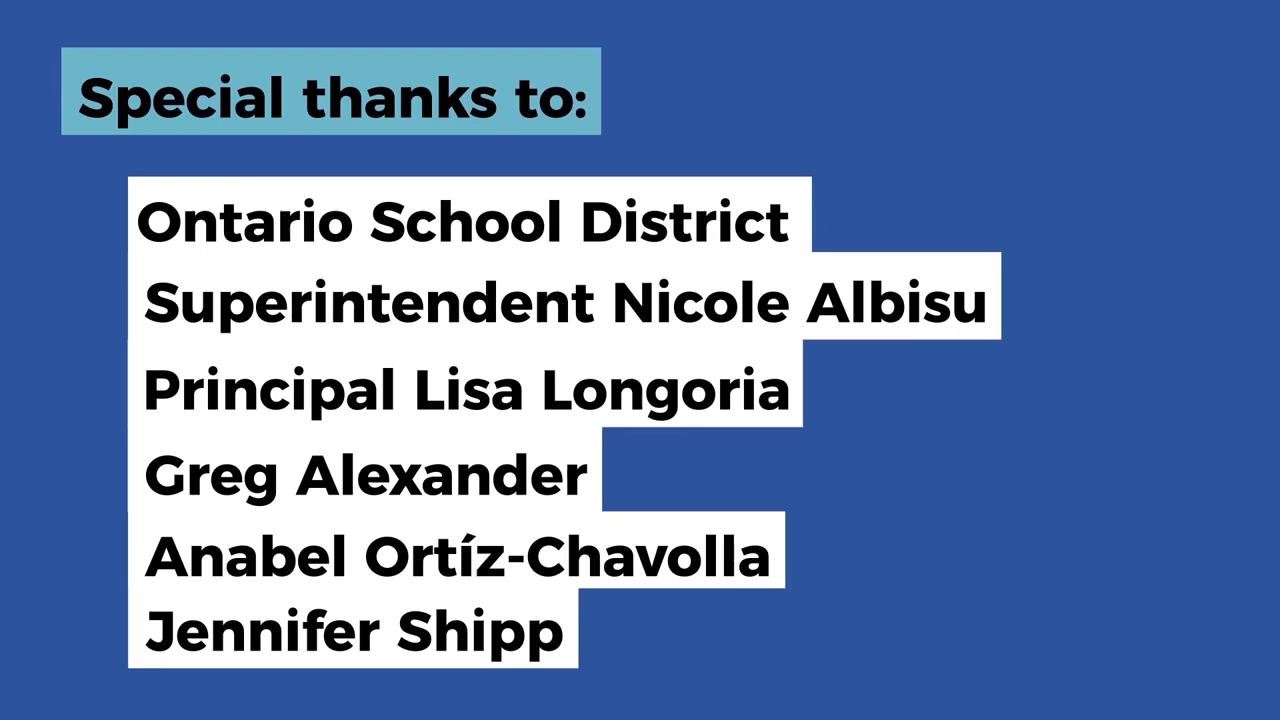 Special thanks to:
Ontario School District
Superintendent Nicole Albisu
Principal Lisa Longoria
Greg Alexander
Anabel Ortíz-Chavolla
Jennifer Shipp